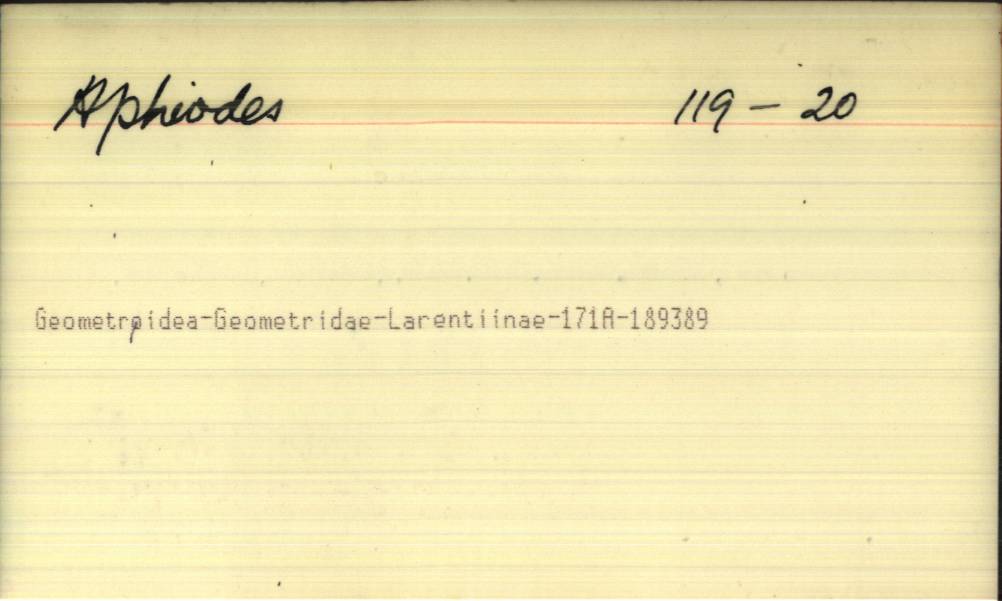 Aphiodes 119 - 20
Geometroidea-Geometridae-Larentiinae-171A-189389